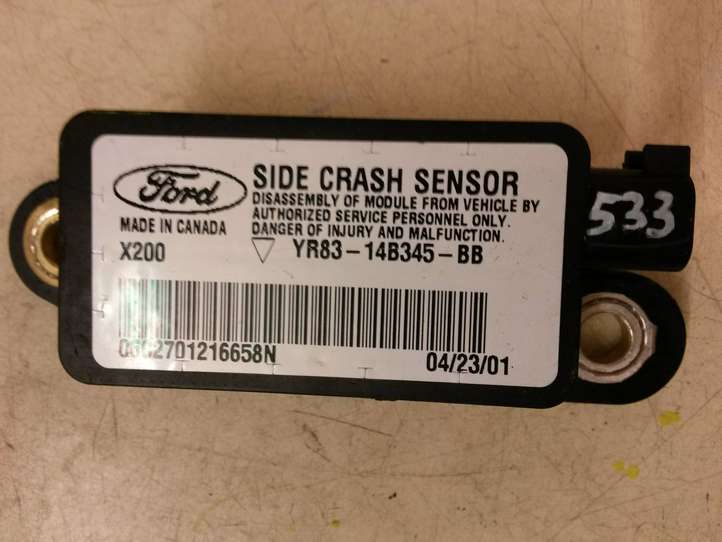 Ford
MADE IN CANADA
X200
SIDE CRASH SENSOR
DISASSEMBLY OF MODULE FROM VEHICLE BY
AUTHORIZED SERVICE PERSONNEL ONLY.
DANGER OF INJURY AND MALFUNCTION.
YR83-14B345-BB
0602701216658N
04/23/01
533